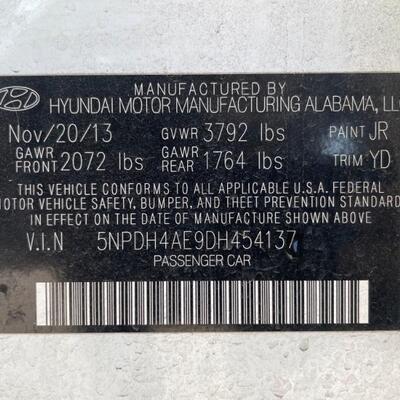 MANUFACTURED BY
HYUNDAI MOTOR MANUFACTURING ALABAMA, LLC
Nov/20/13 GVWR 3792 lbs PAINT JR
GAWR FRONT 2072 lbs GAWR REAR 1764 lbs TRIM YD
THIS VEHICLE CONFORMS TO ALL APPLICABLE U.S.A. FEDERAL
MOTOR VEHICLE SAFETY, BUMPER, AND THEFT PREVENTION STANDARD
IN EFFECT ON THE DATE OF MANUFACTURE SHOWN ABOVE.
V.I.N 5NPDH4AE9DH454137
PASSENGER CAR